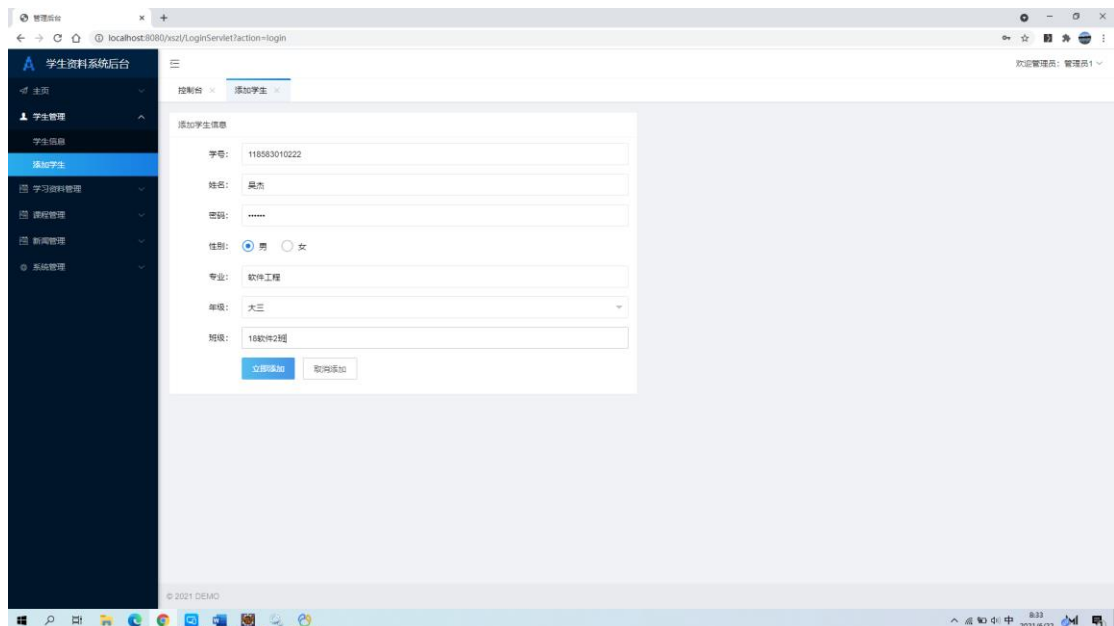 管理后台
localhost:8080/xszl/LoginServlet?action=login
学生资料系统后台
欢迎管理员：管理员1
主页
控制台
添加学生
学生管理
学生信息
添加学生
学习资料管理
课程管理
新闻管理
系统管理
添加学生信息
学号： 118583010222
姓名： 吴杰
密码： ••••••
性别： 男 女
专业： 软件工程
年级： 大三
班级： 18软件2班
立即添加 取消添加
© 2021 DEMO
中
8:33